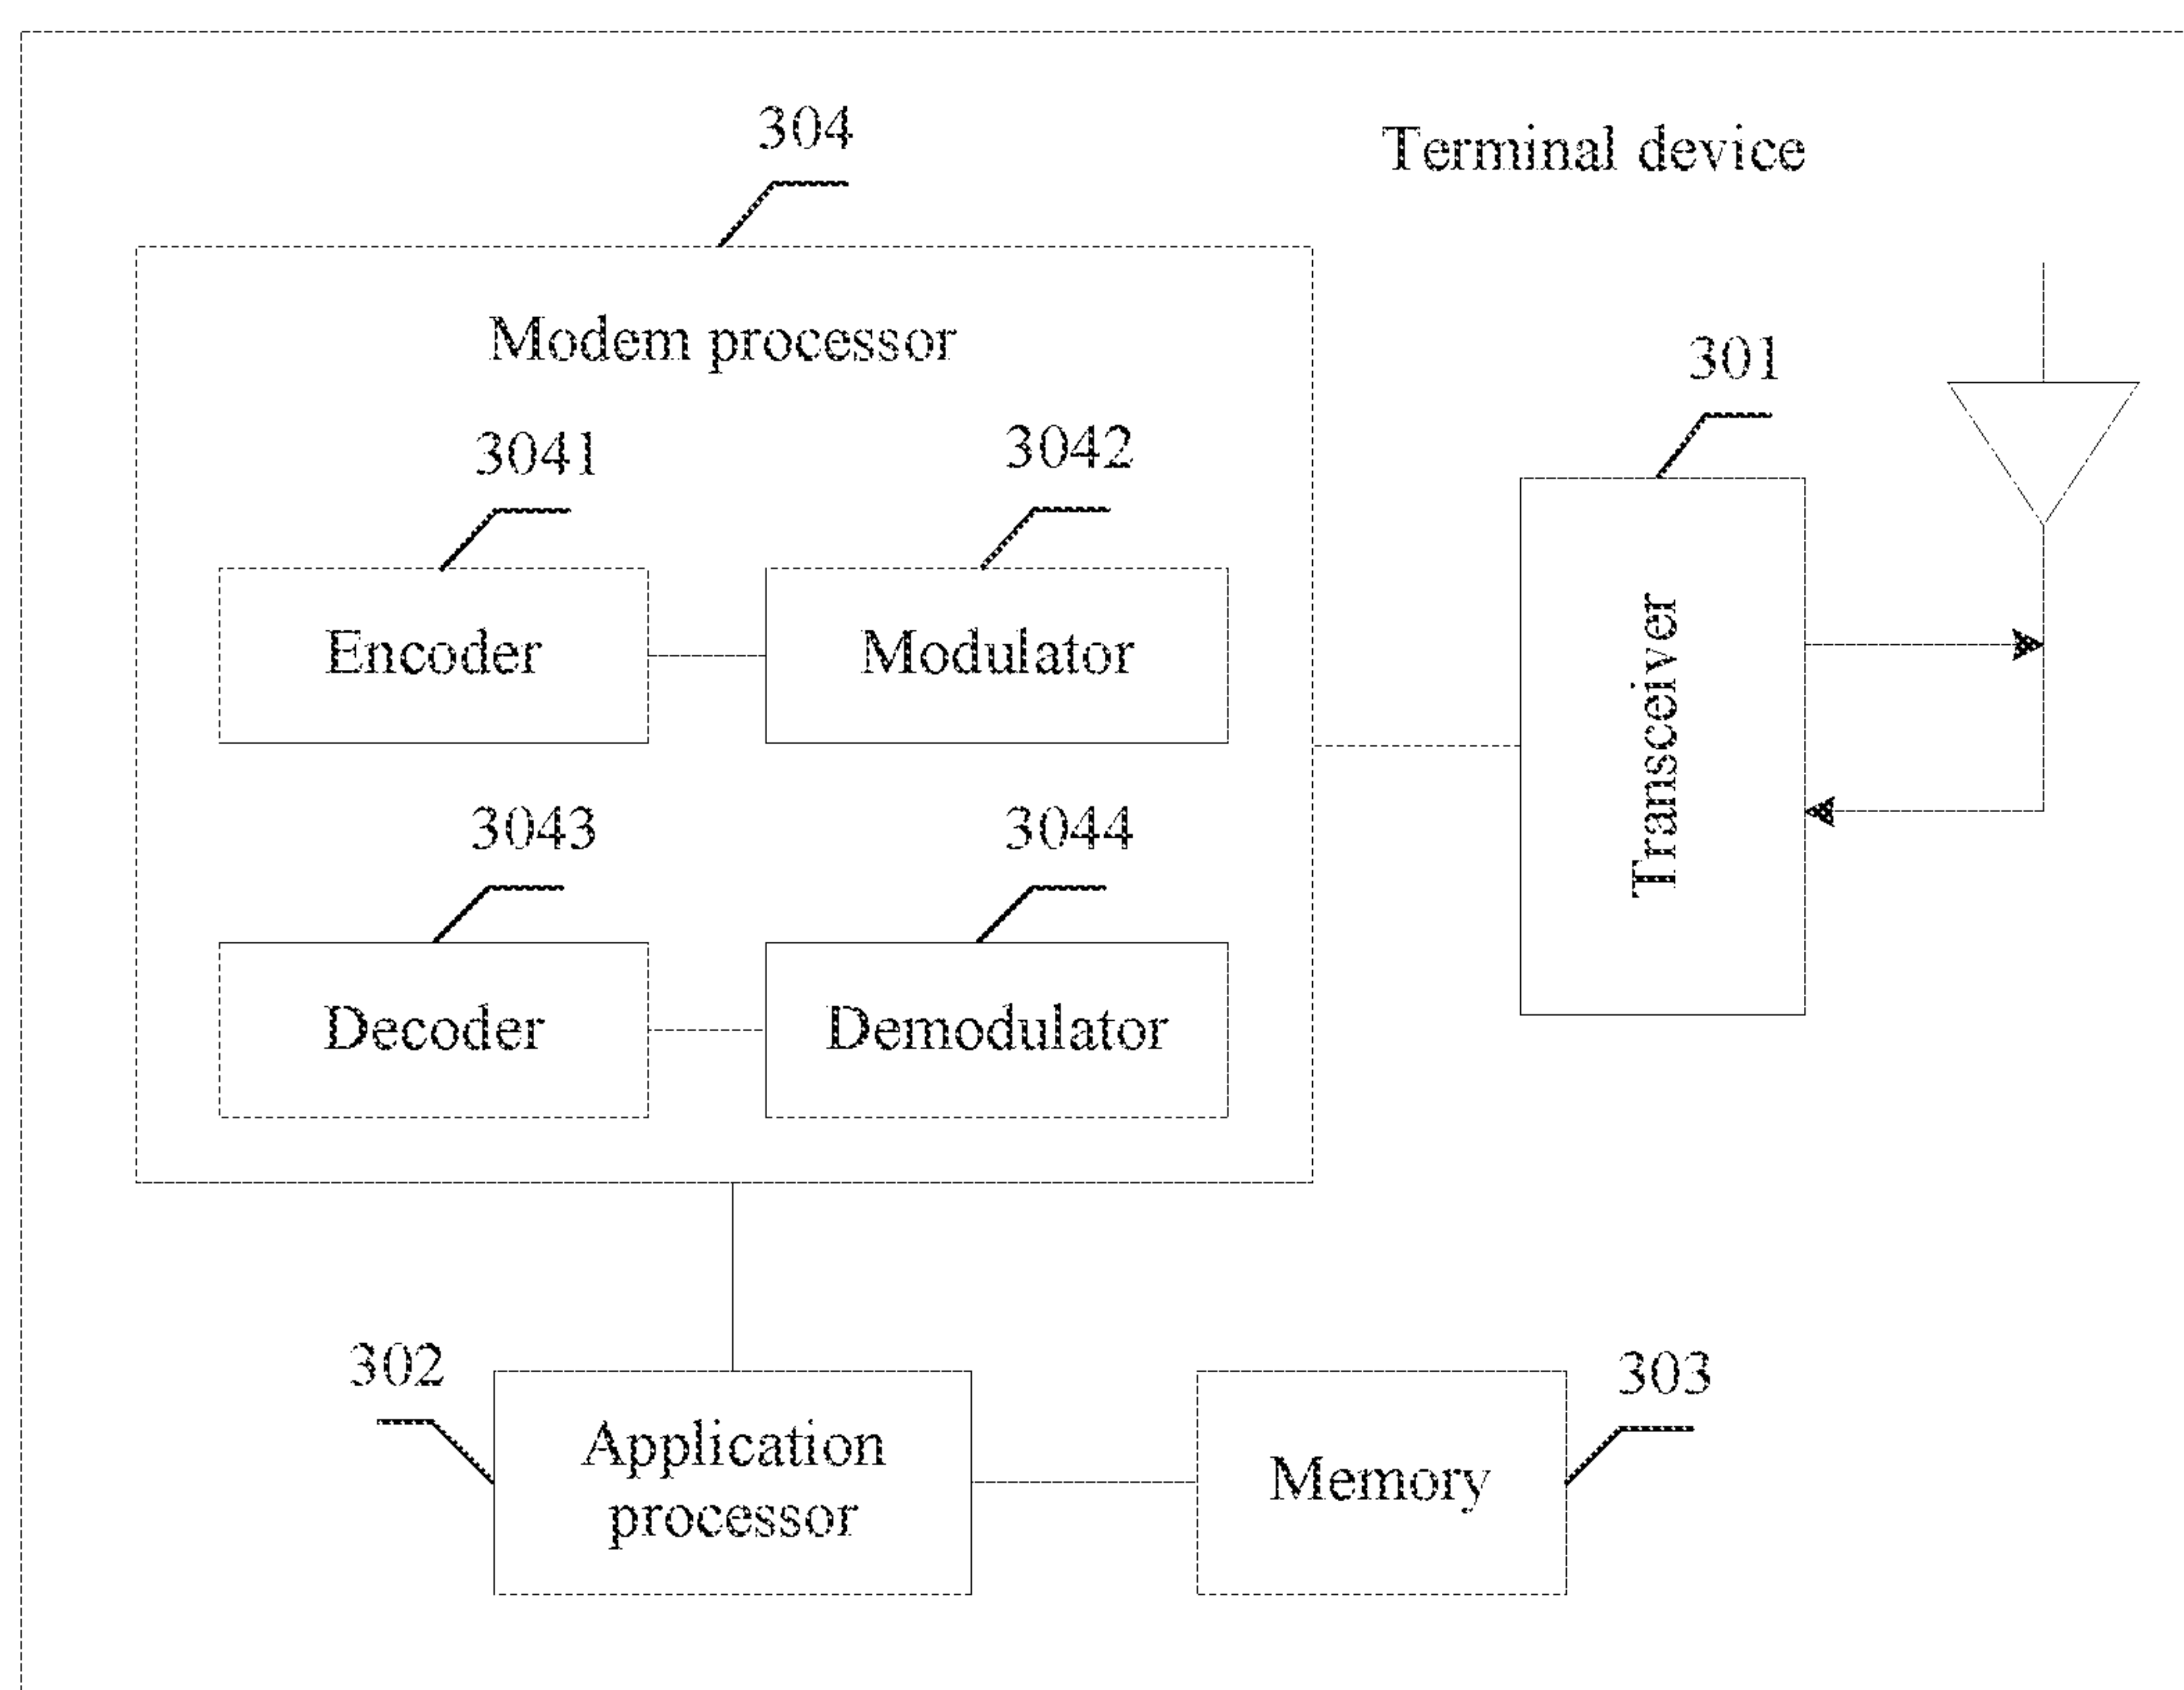 304
Terminal device
Modem processor
301
3041
3042
Encoder
Modulator
Transceiver
3043
3044
Decoder
Demodulator
302
303
Application
processor
Memory